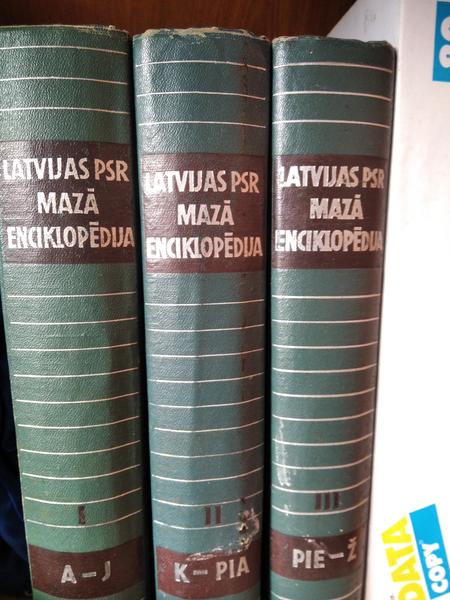 LATVIJAS PSR
MAZĀ
ENCIKLOPĒDIJA
I
A – J
LATVIJAS PSR
MAZĀ
ENCIKLOPĒDIJA
II
K – PIA
LATVIJAS PSR
MAZĀ
ENCIKLOPĒDIJA
III
PIE – Ž
DATA
COPY